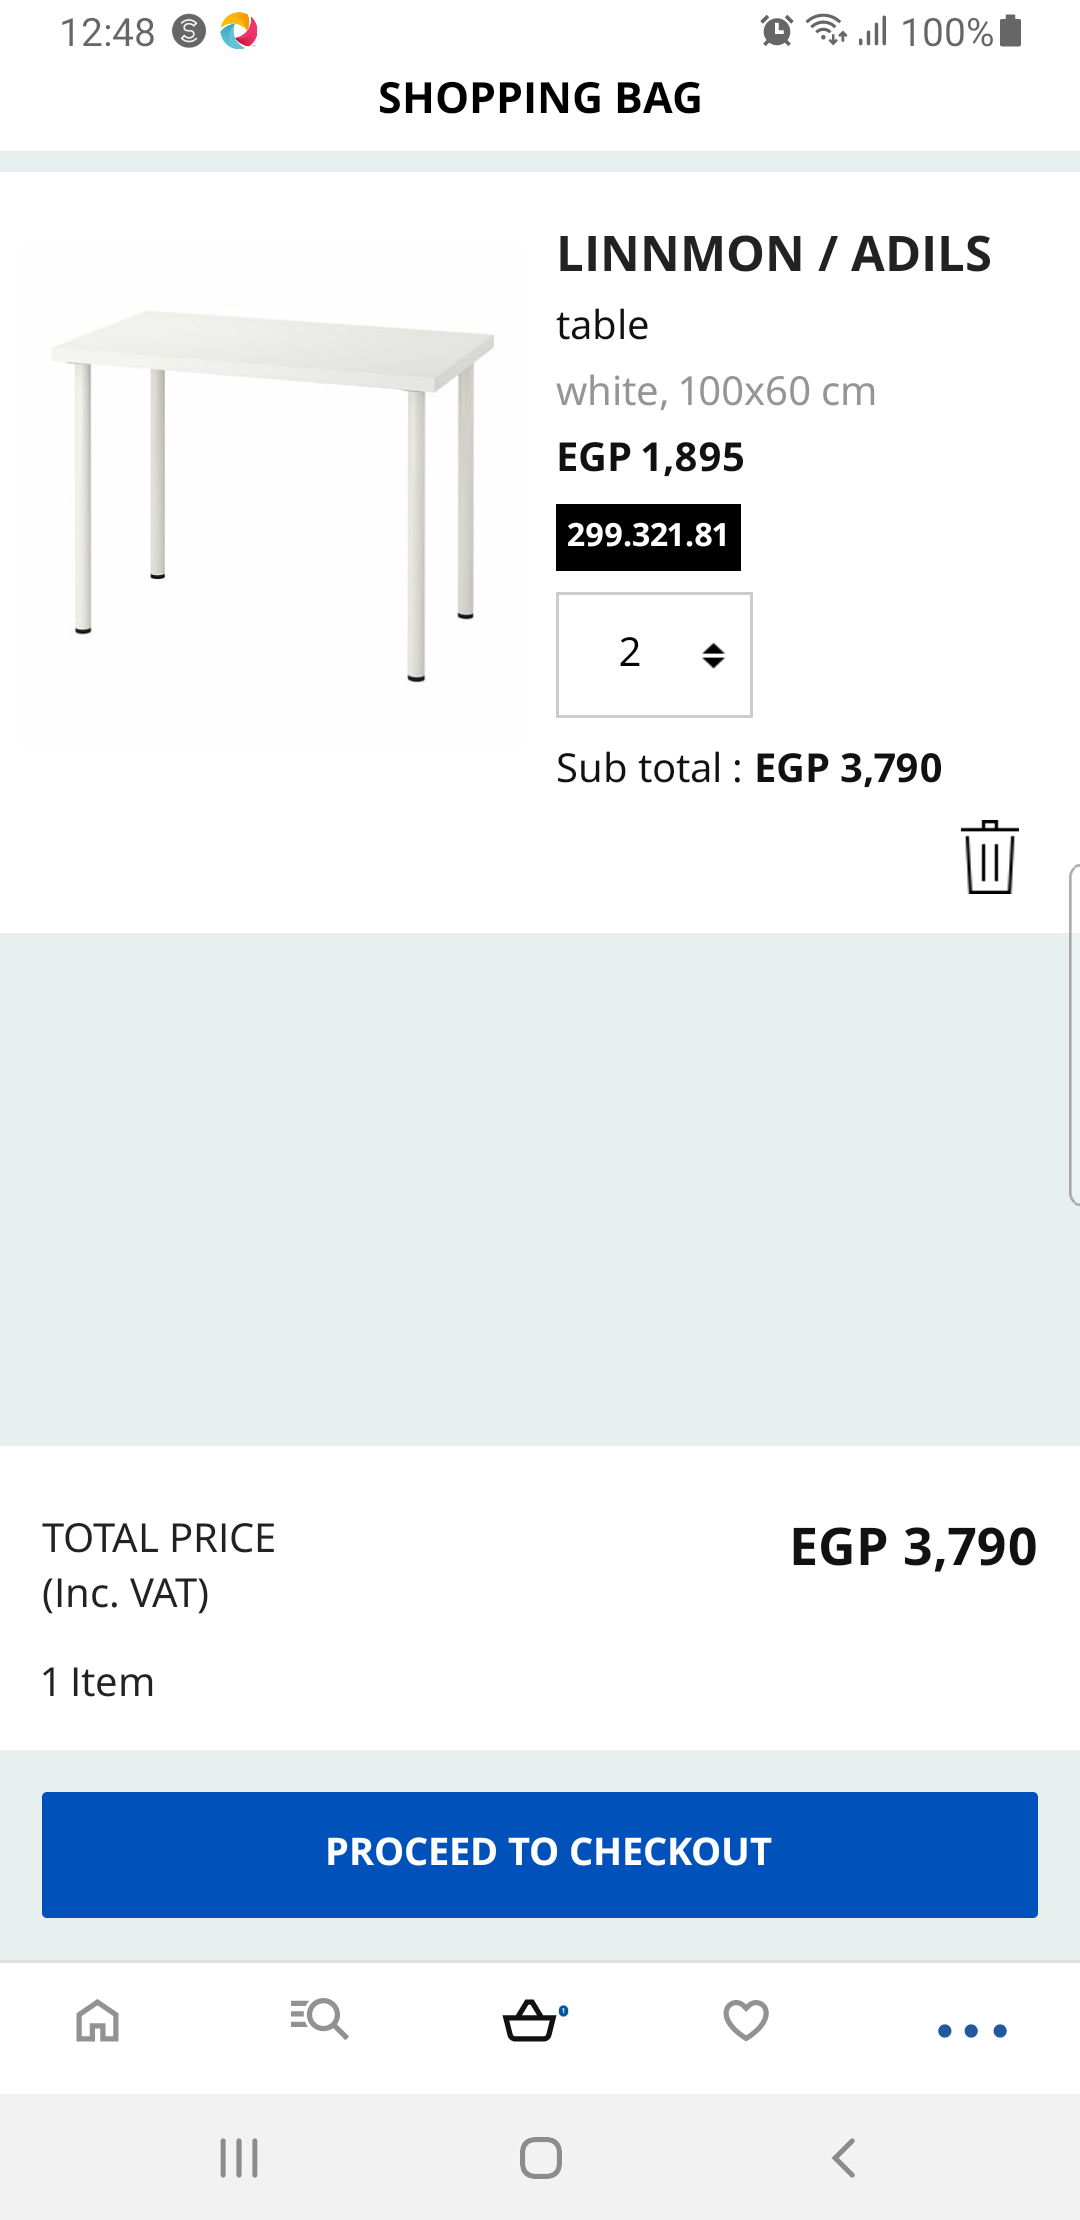 12:48
100%
SHOPPING BAG
LINNMON / ADILS
table
white, 100x60 cm
EGP 1,895
299.321.81
2
Sub total : EGP 3,790
TOTAL PRICE
(Inc. VAT)
EGP 3,790
1 Item
PROCEED TO CHECKOUT
1